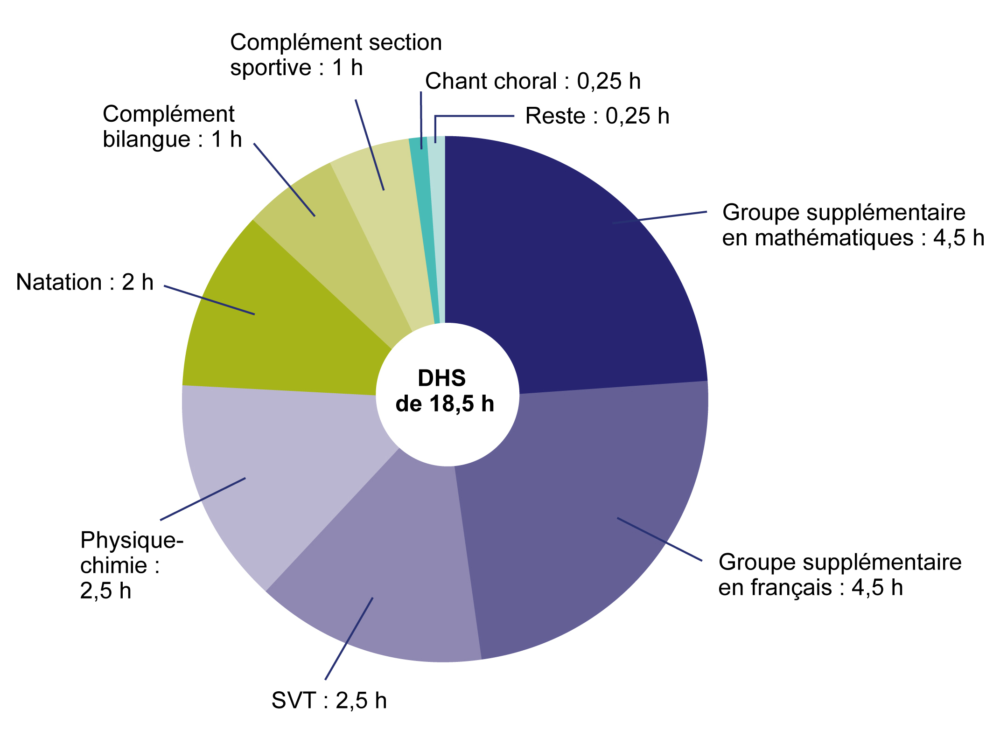 Complément section
sportive : 1 h
Chant choral : 0,25 h
Reste : 0,25 h
Complément
bilangue : 1 h
Groupe supplémentaire
en mathématiques : 4,5 h
Natation : 2 h
DHS
de 18,5 h
Physique-
chimie :
2,5 h
Groupe supplémentaire
en français : 4,5 h
SVT : 2,5 h